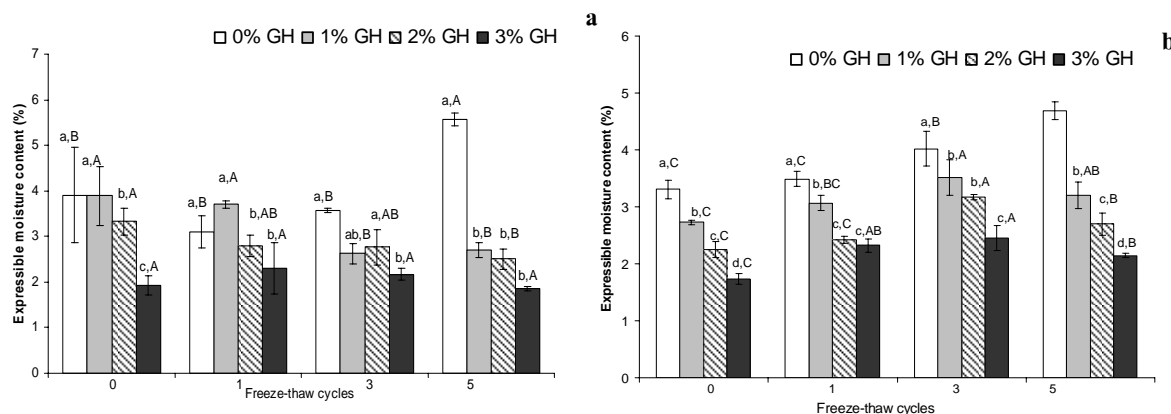 a
0% GH 1% GH 2% GH 3% GH
7
6
5
4
3
2
1
0
Expressible moisture content (%)
a,B
a,A
b,A
c,A
a,B
a,A
b,AB
b,A
a,B
ab,B
a,AB
b,A
a,A
b,B
b,B
b,A
0 1 3 5
Freeze-thaw cycles
b
0% GH 1% GH 2% GH 3% GH
6
5
4
3
2
1
0
Expressible moisture content (%)
a,C
b,C
c,C
d,C
a,C
b,BC
c,C
c,AB
a,B
b,A
b,A
c,A
a,A
b,AB
c,B
d,B
0 1 3 5
Freeze-thaw cycles